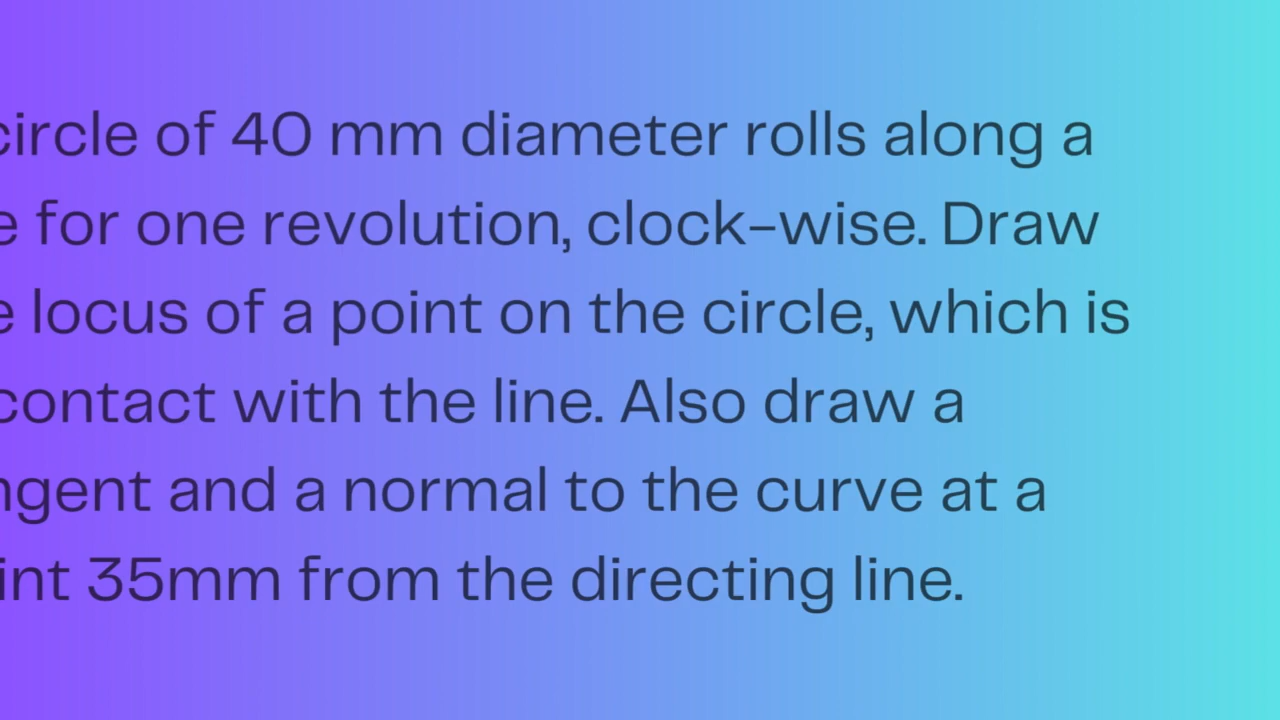 circle of 40 mm diameter rolls along a
e for one revolution, clock-wise. Draw
e locus of a point on the circle, which is
contact with the line. Also draw a
ngent and a normal to the curve at a
int 35mm from the directing line.